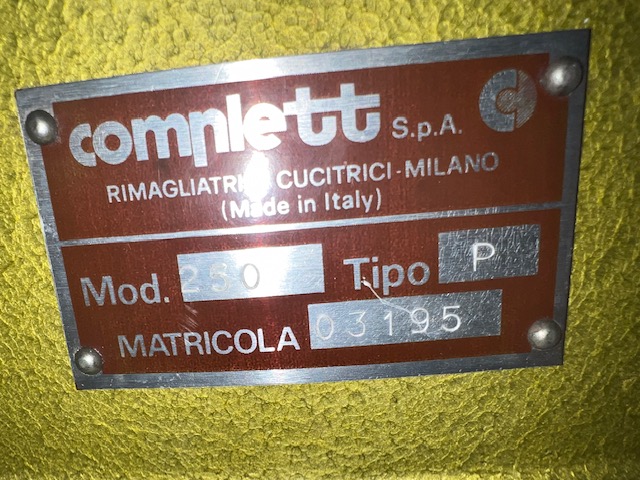 complett S.p.A.
RIMAGLIATRICI CUCITRICI-MILANO
(Made in Italy)
Mod. Tipo P
MATRICOLA 03195